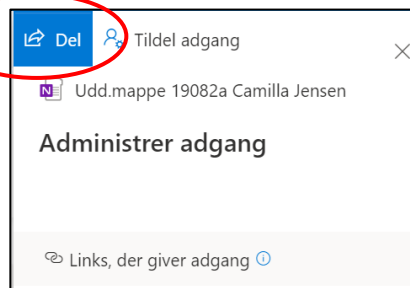 Del Tildel adgang
Udd.mappe 19082a Camilla Jensen
Administrer adgang
Links, der giver adgang